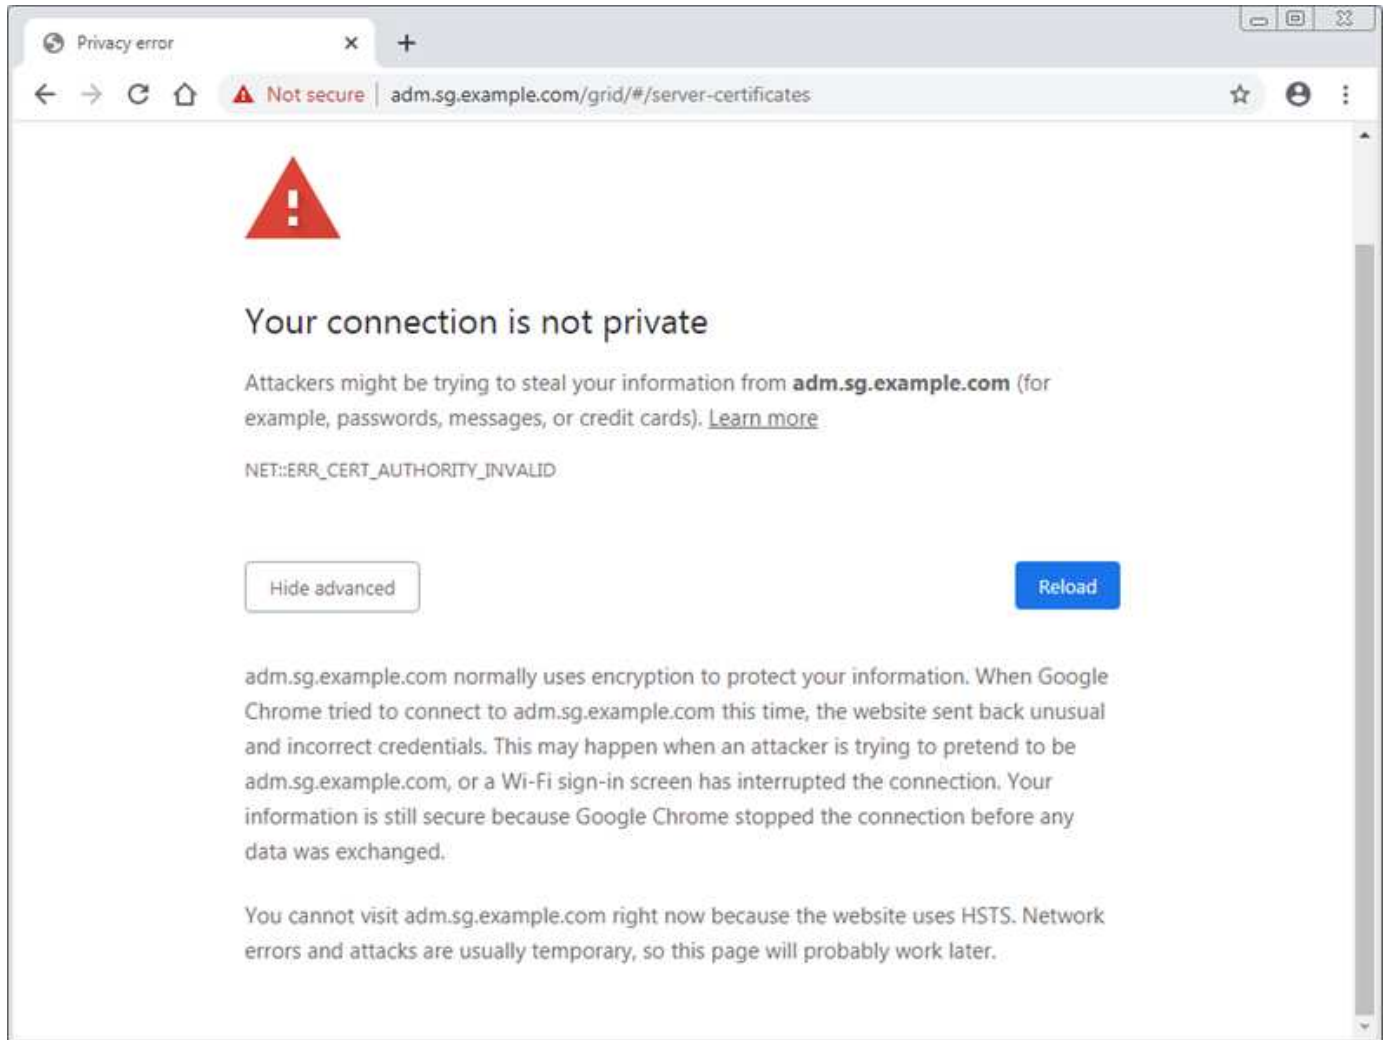 Privacy error
Not secure | adm.sg.example.com/grid/#/server-certificates
Your connection is not private
Attackers might be trying to steal your information from adm.sg.example.com (for
example, passwords, messages, or credit cards). Learn more
NET::ERR_CERT_AUTHORITY_INVALID
Hide advanced
Reload
adm.sg.example.com normally uses encryption to protect your information. When Google
Chrome tried to connect to adm.sg.example.com this time, the website sent back unusual
and incorrect credentials. This may happen when an attacker is trying to pretend to be
adm.sg.example.com, or a Wi-Fi sign-in screen has interrupted the connection. Your
information is still secure because Google Chrome stopped the connection before any
data was exchanged.
You cannot visit adm.sg.example.com right now because the website uses HSTS. Network
errors and attacks are usually temporary, so this page will probably work later.